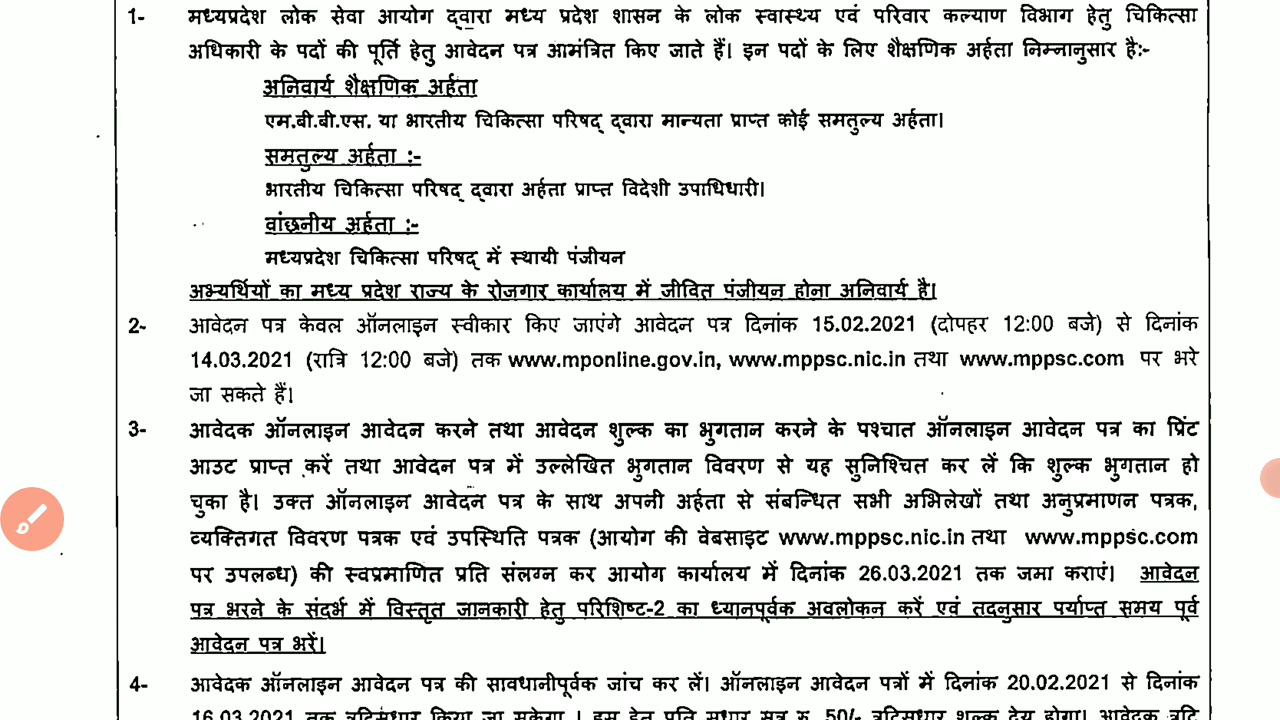 1- मध्यप्रदेश लोक सेवा आयोग द्वारा मध्य प्रदेश शासन के लोक स्वास्थ्य एवं परिवार कल्याण विभाग हेतु चिकित्सा
अधिकारी के पदों की पूर्ति हेतु आवेदन पत्र आमंत्रित किए जाते हैं। इन पदों के लिए शैक्षणिक अर्हता निम्नानुसार है:-
अनिवार्य शैक्षणिक अर्हता
एम.बी.बी.एस. या भारतीय चिकित्सा परिषद् द्वारा मान्यता प्राप्त कोई समतुल्य अर्हता।
समतुल्य अर्हता :-
भारतीय चिकित्सा परिषद् द्वारा अर्हता प्राप्त विदेशी उपाधिधारी।
वांछनीय अर्हता :-
मध्यप्रदेश चिकित्सा परिषद् में स्थायी पंजीयन
अभ्यर्थियों का मध्य प्रदेश राज्य के रोजगार कार्यालय में जीवित पंजीयन होना अनिवार्य है।
2- आवेदन पत्र केवल ऑनलाइन स्वीकार किए जाएंगे आवेदन पत्र दिनांक 15.02.2021 (दोपहर 12:00 बजे) से दिनांक
14.03.2021 (रात्रि 12:00 बजे) तक www.mponline.gov.in, www.mppsc.nic.in तथा www.mppsc.com पर भरे
जा सकते हैं।
3- आवेदक ऑनलाइन आवेदन करने तथा आवेदन शुल्क का भुगतान करने के पश्चात ऑनलाइन आवेदन पत्र का प्रिंट
आउट प्राप्त करें तथा आवेदन पत्र में उल्लेखित भुगतान विवरण से यह सुनिश्चित कर लें कि शुल्क भुगतान हो
चुका है। उक्त ऑनलाइन आवेदन पत्र के साथ अपनी अर्हता से संबन्धित सभी अभिलेखों तथा अनुप्रमाणन पत्रक,
व्यक्तिगत विवरण पत्रक एवं उपस्थिति पत्रक (आयोग की वेबसाइट www.mppsc.nic.in तथा www.mppsc.com
पर उपलब्ध) की स्वप्रमाणित प्रति संलग्न कर आयोग कार्यालय में दिनांक 26.03.2021 तक जमा कराएं। आवेदन
पत्र भरने के संदर्भ में विस्तृत जानकारी हेतु परिशिष्ट-2 का ध्यानपूर्वक अवलोकन करें एवं तदनुसार पर्याप्त समय पूर्व
आवेदन पत्र भरें।
4- आवेदक ऑनलाइन आवेदन पत्र की सावधानीपूर्वक जांच कर लें। ऑनलाइन आवेदन पत्रों में दिनांक 20.02.2021 से दिनांक
16.03.2021 तक त्रुटिसुधार किया जा सकेगा । इस हेतु प्रति सुधार सत्र रु. 50/- त्रुटिसुधार शुल्क देय होगा। आवेदक त्रुटि